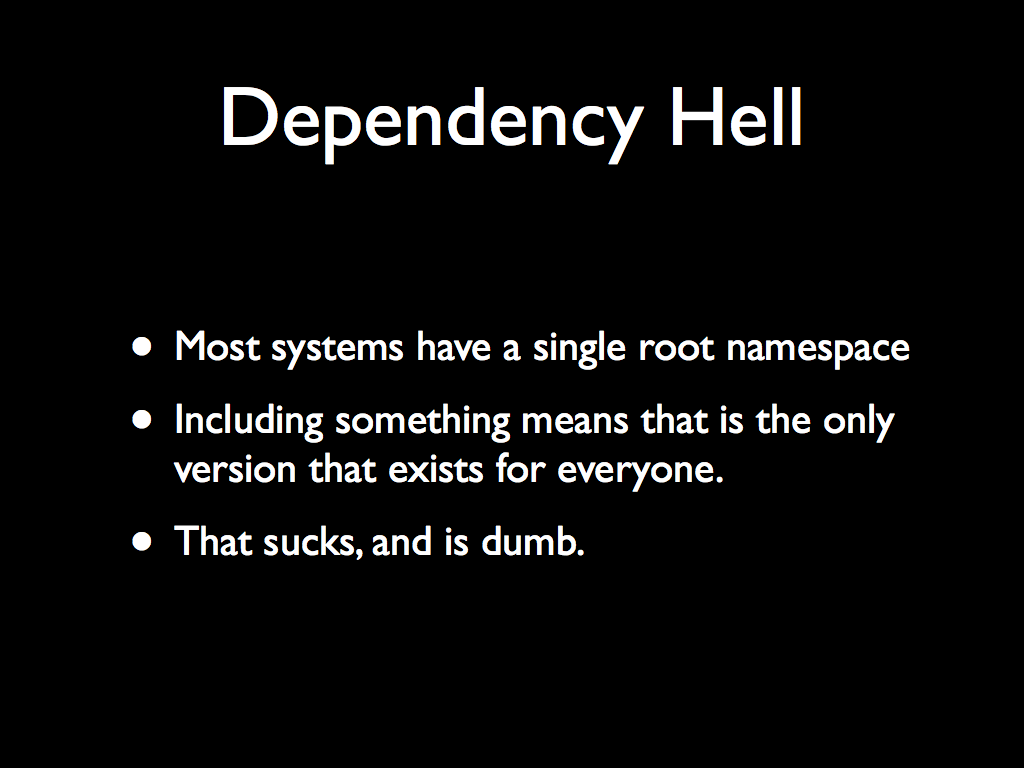 Dependency Hell
• Most systems have a single root namespace
• Including something means that is the only
version that exists for everyone.
• That sucks, and is dumb.